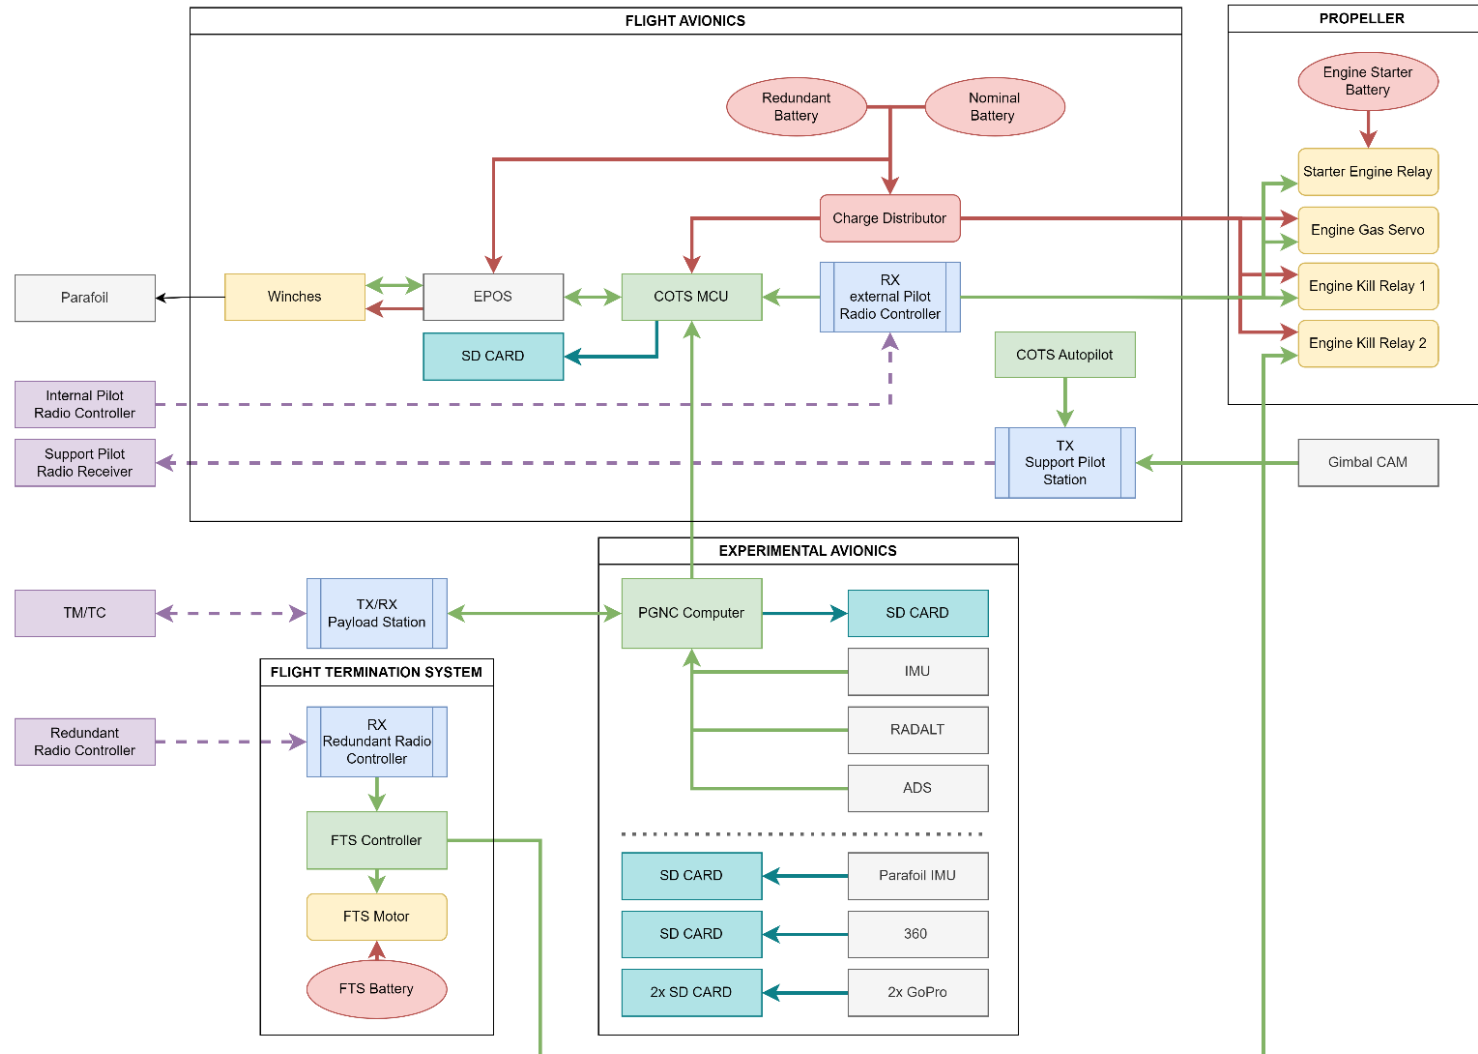 FLIGHT AVIONICS
PROPELLER
Redundant
Battery
Nominal
Battery
Engine Starter
Battery
Starter Engine Relay
Charge Distributor
Engine Gas Servo
Parafoil
Winches
EPOS
COTS MCU
RX
external Pilot
Radio Controller
Engine Kill Relay 1
SD CARD
COTS Autopilot
Engine Kill Relay 2
Internal Pilot
Radio Controller
Support Pilot
Radio Receiver
TX
Support Pilot
Station
Gimbal CAM
EXPERIMENTAL AVIONICS
TM/TC
TX/RX
Payload Station
PGNC Computer
SD CARD
FLIGHT TERMINATION SYSTEM
IMU
Redundant
Radio Controller
RX
Redundant Radio
Controller
RADALT
ADS
FTS Controller
SD CARD
Parafoil IMU
FTS Motor
SD CARD
360
FTS Battery
2x SD CARD
2x GoPro